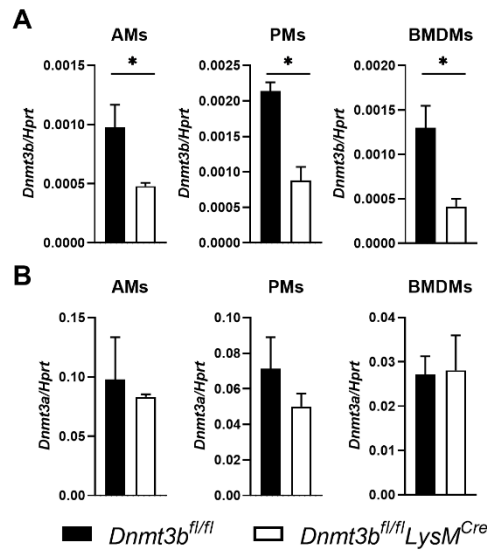 A
AMs PMs BMDMs
* * *
Dnmt3b/Hprt Dnmt3b/Hprt Dnmt3b/Hprt
0.0015 0.0025 0.0020
0.0010 0.0020 0.0015
0.0005 0.0015 0.0010
0.0000 0.0010 0.0005
0.0005 0.0000
0.0000
B
AMs PMs BMDMs
Dnmt3a/Hprt Dnmt3a/Hprt Dnmt3a/Hprt
0.15 0.10 0.04
0.10 0.08 0.03
0.05 0.06 0.02
0.00 0.04 0.01
0.02 0.00
0.00
Dnmt3b^fl/fl Dnmt3b^fl/fl LysM^Cre